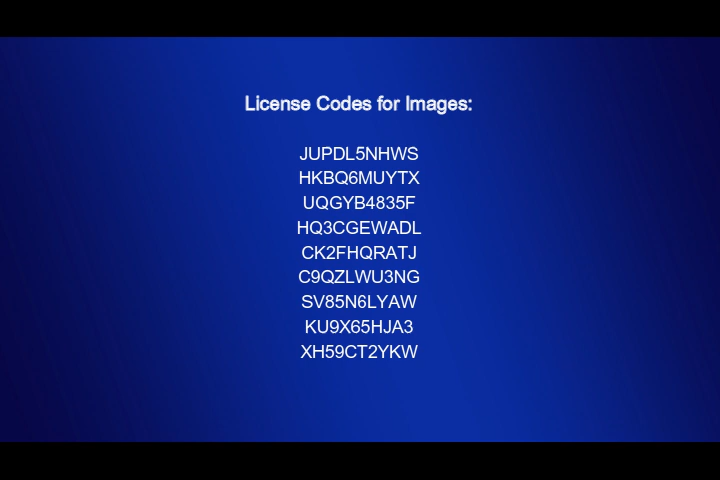 License Codes for Images:
JUPDL5NHWS
HKBQ6MUYTX
UQGYB4835F
HQ3CGEWADL
CK2FHQRATJ
C9QZLWU3NG
SV85N6LYAW
KU9X65HJA3
XH59CT2YKW